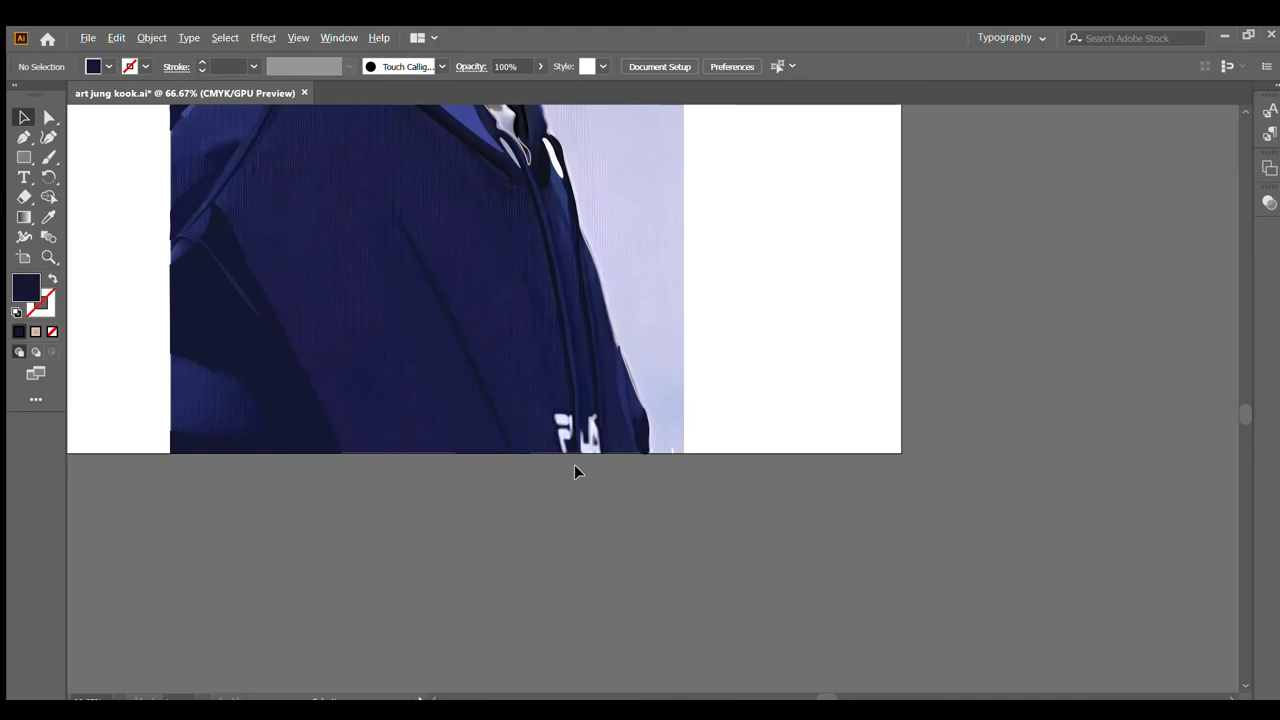 Ai File Edit Object Type Select Effect View Window Help Typography Search Adobe Stock
No Selection Stroke: Touch Callig... Opacity: 100% Style: Document Setup Preferences
art jung kook.ai* @ 66.67% (CMYK/GPU Preview)